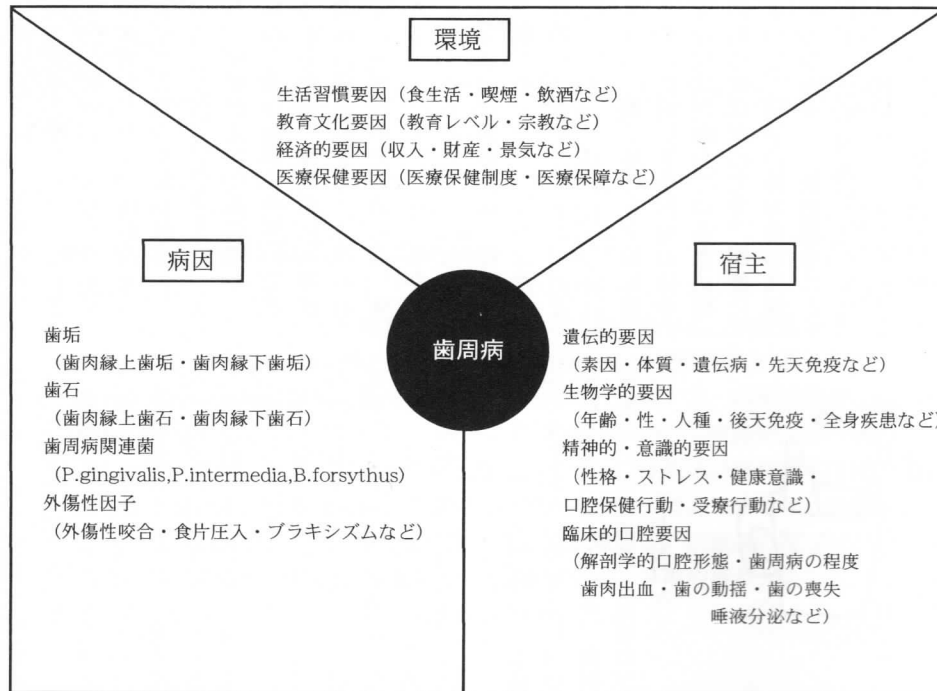 環境
生活習慣要因（食生活・喫煙・飲酒など）
教育文化要因（教育レベル・宗教など）
経済的要因（収入・財産・景気など）
医療保健要因（医療保健制度・医療保障など）
病因
歯垢
（歯肉縁上歯垢・歯肉縁下歯垢）
歯石
（歯肉縁上歯石・歯肉縁下歯石）
歯周病関連菌
（P.gingivalis,P.intermedia,B.forsythus）
外傷性因子
（外傷性咬合・食片圧入・ブラキシズムなど）
歯周病
宿主
遺伝的要因
（素因・体質・遺伝病・先天免疫など）
生物学的要因
（年齢・性・人種・後天免疫・全身疾患など）
精神的・意識的要因
（性格・ストレス・健康意識・
口腔保健行動・受療行動など）
臨床的口腔要因
（解剖学的口腔形態・歯周病の程度
歯肉出血・歯の動揺・歯の喪失
唾液分泌など）